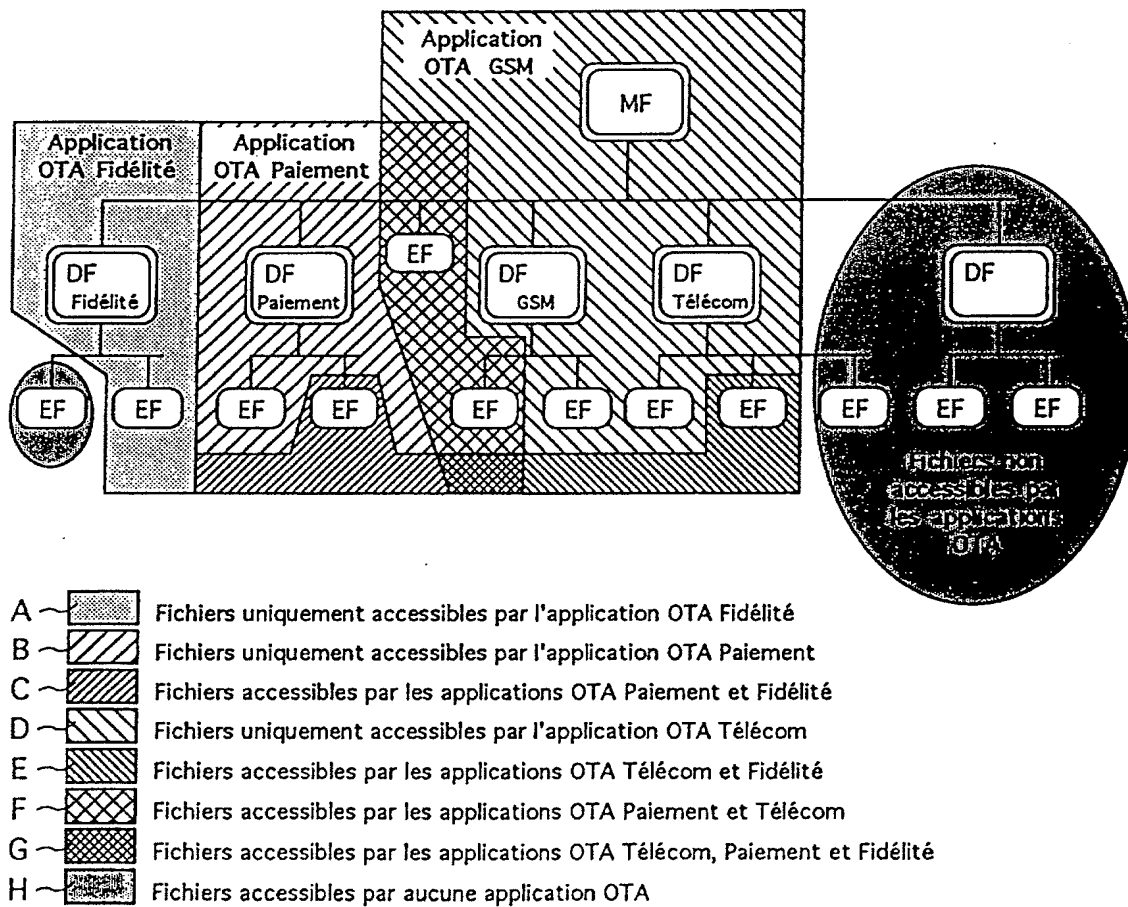 Application
OTA GSM
MF
Application
OTA Fidélité
Application
OTA Paiement
EF
DF
Fidélité
DF
Paiement
DF
GSM
DF
Télécom
DF
EF
EF
EF
EF
EF
EF
EF
EF
EF
EF
EF
Fichiers non
accessibles par
les applications
OTA
A Fichiers uniquement accessibles par l'application OTA Fidélité
B Fichiers uniquement accessibles par l'application OTA Paiement
C Fichiers accessibles par les applications OTA Paiement et Fidélité
D Fichiers uniquement accessibles par l'application OTA Télécom
E Fichiers accessibles par les applications OTA Télécom et Fidélité
F Fichiers accessibles par les applications OTA Paiement et Télécom
G Fichiers accessibles par les applications OTA Télécom, Paiement et Fidélité
H Fichiers accessibles par aucune application OTA